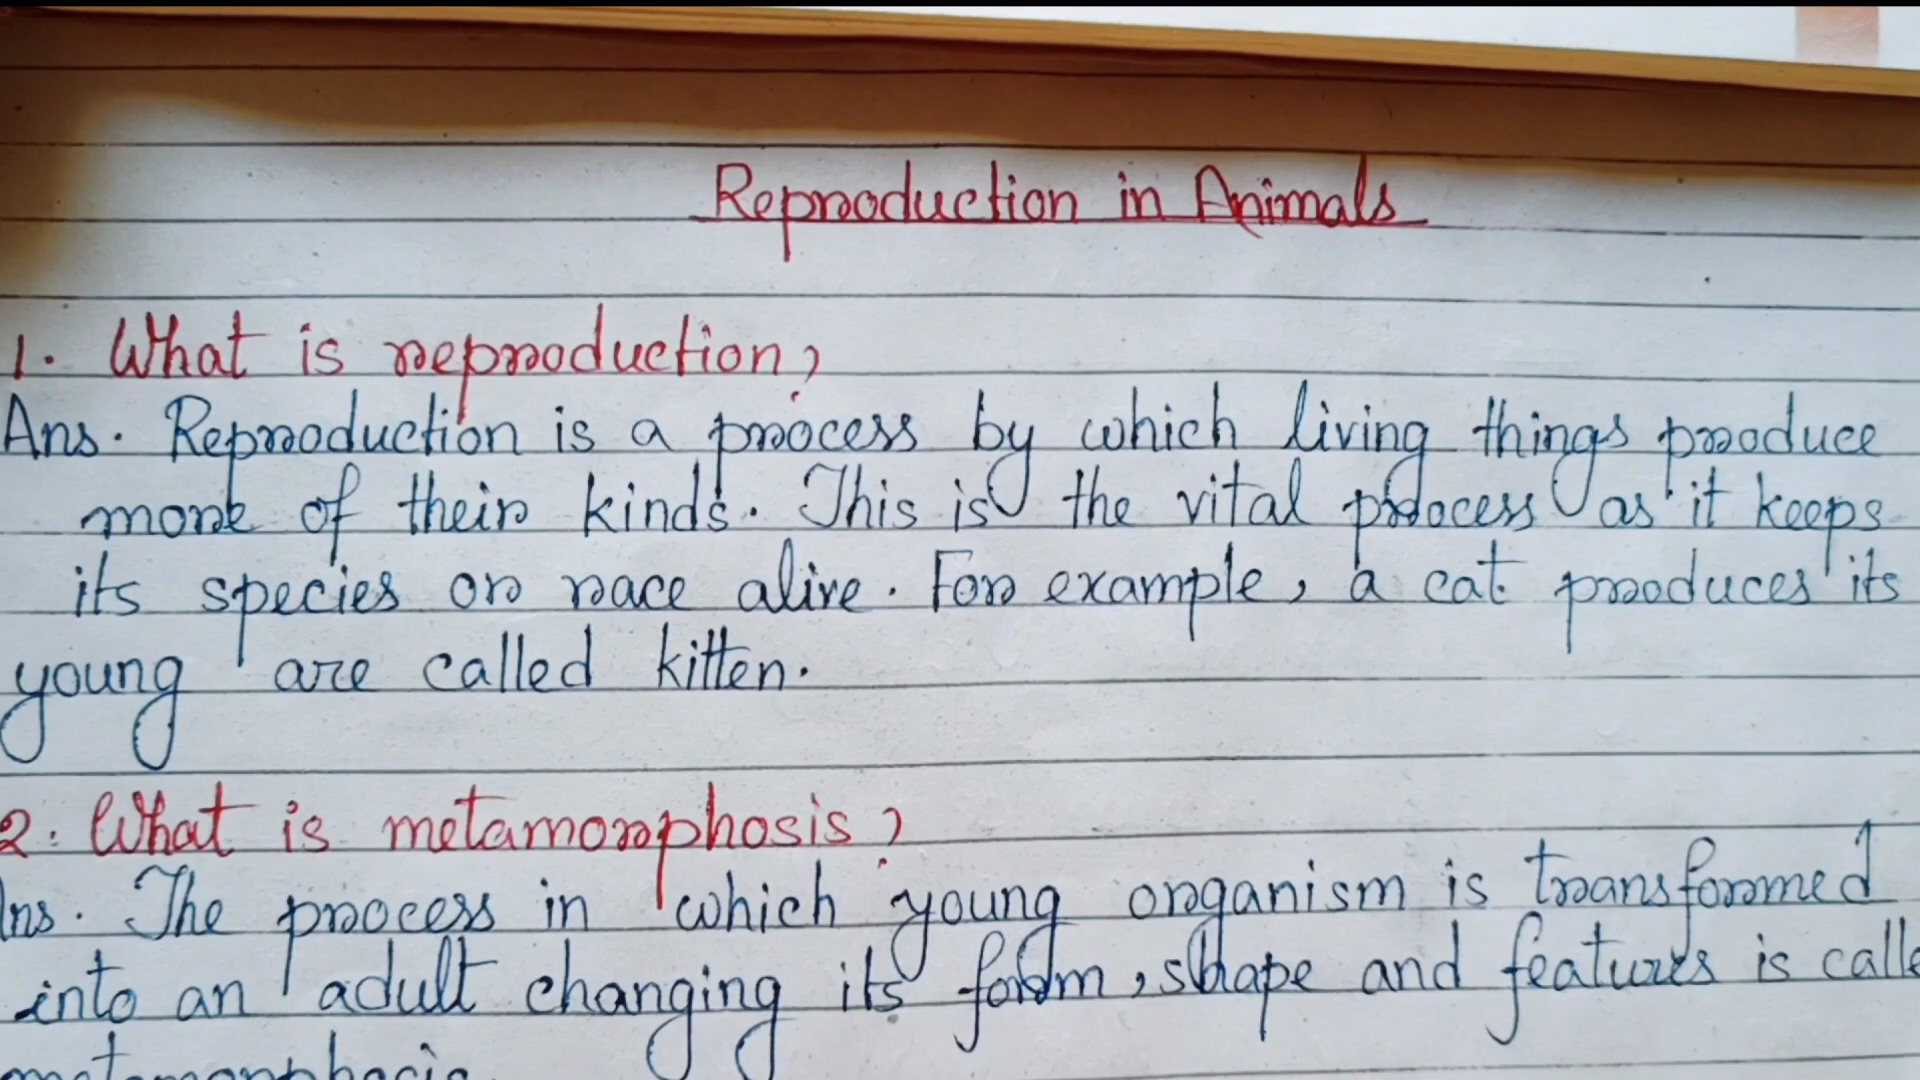 Reproduction in Animals
1. What is reproduction?
Ans. Reproduction is a process by which living things produce
more of their kinds. This is the vital process as it keeps
its species or race alive. For example, a cat produces its
young are called kitten.
2. What is metamorphosis?
Ans. The process in which young organism is transformed
into an adult changing its form, shape and features is calle
metamorphosis.